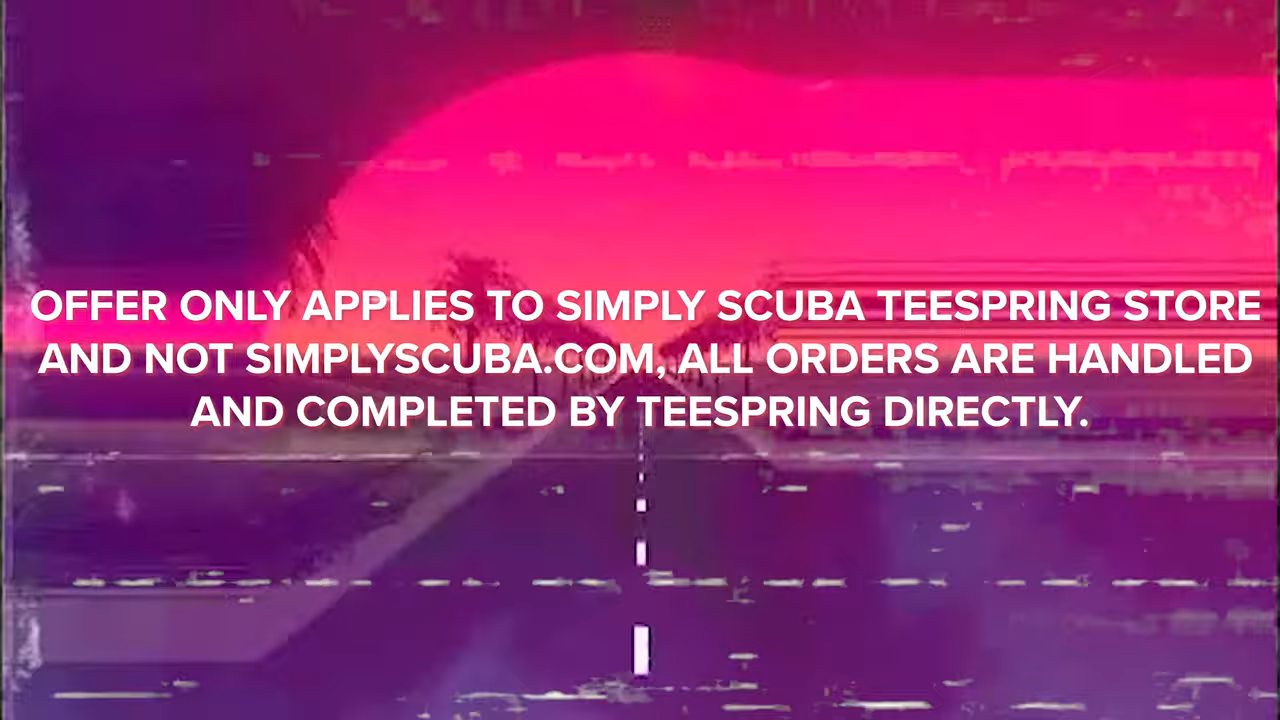 OFFER ONLY APPLIES TO SIMPLY SCUBA TEESPRING STORE
AND NOT SIMPLYSCUBA.COM, ALL ORDERS ARE HANDLED
AND COMPLETED BY TEESPRING DIRECTLY.